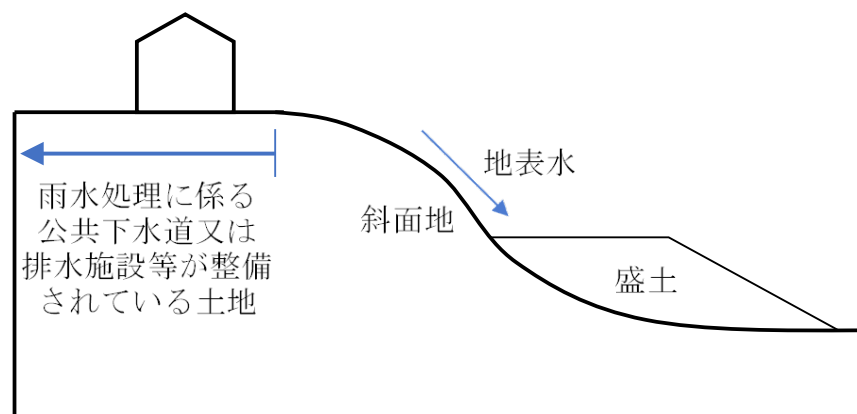 雨水処理に係る
公共下水道又は
排水施設等が整備
されている土地
地表水
斜面地
盛土